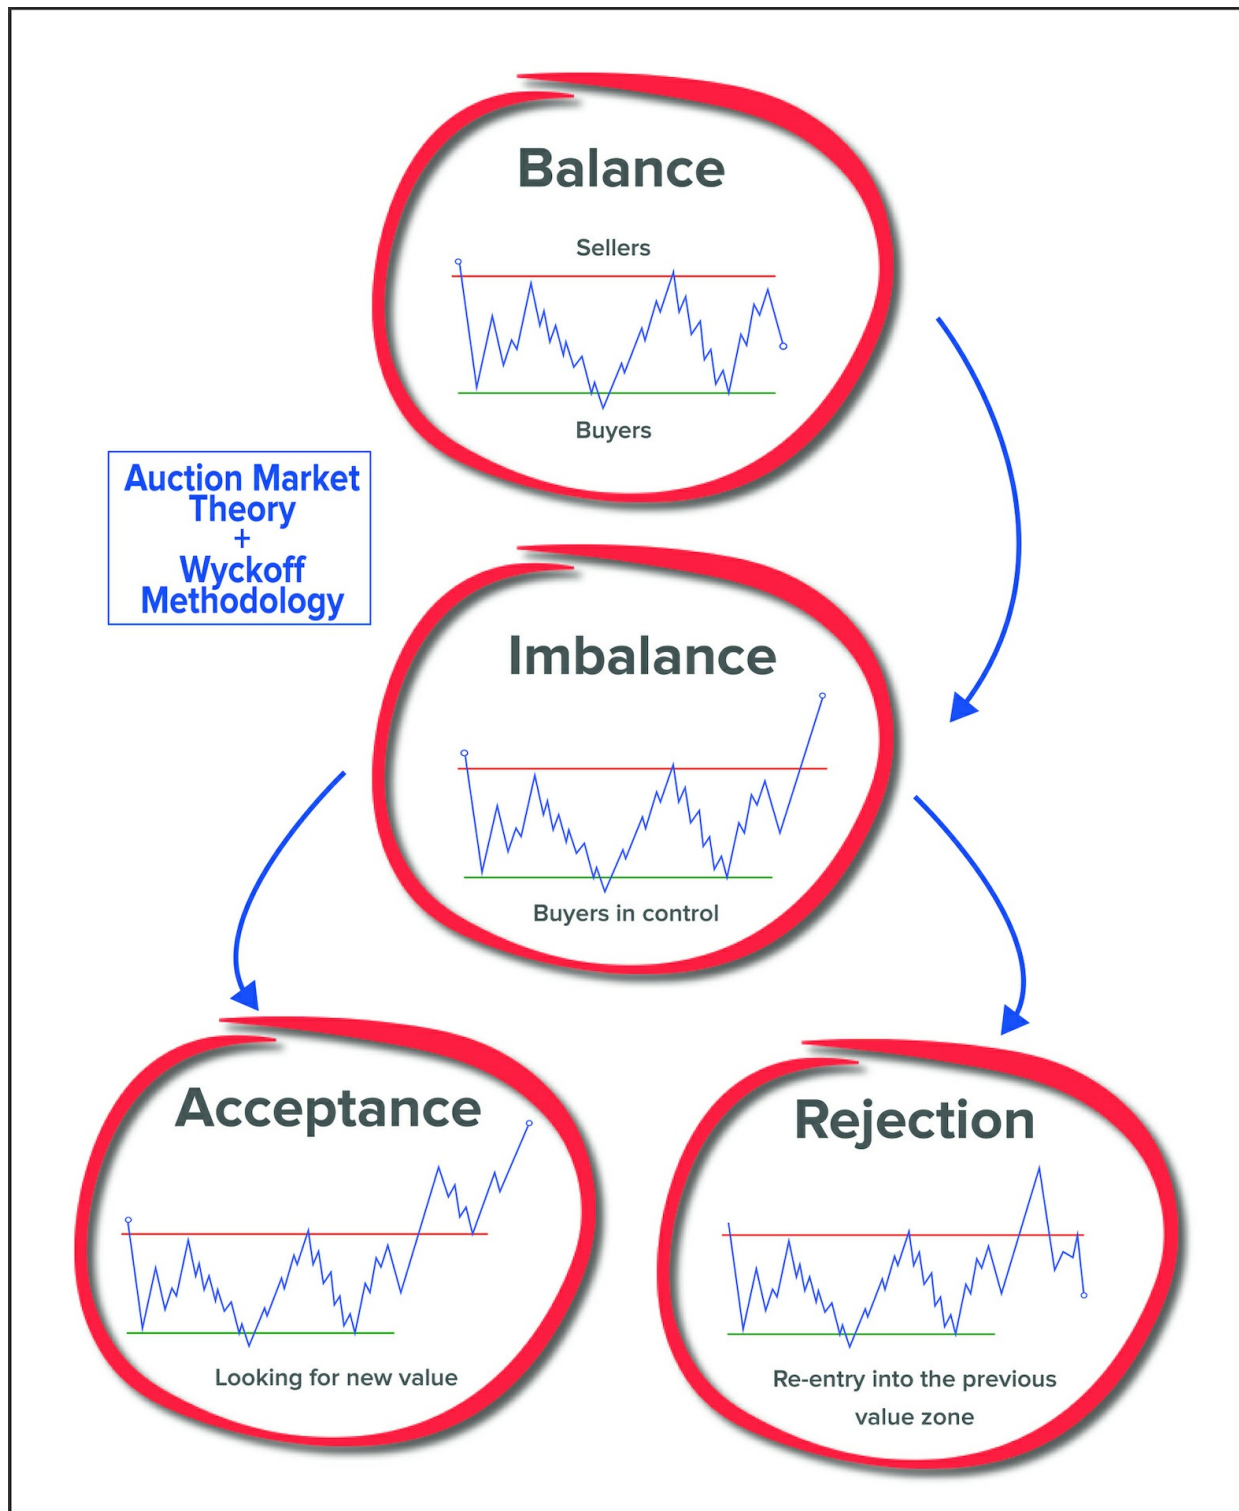 Balance
Sellers
Buyers
Auction Market
Theory
+
Wyckoff
Methodology
Imbalance
Buyers in control
Acceptance
Looking for new value
Rejection
Re-entry into the previous
value zone